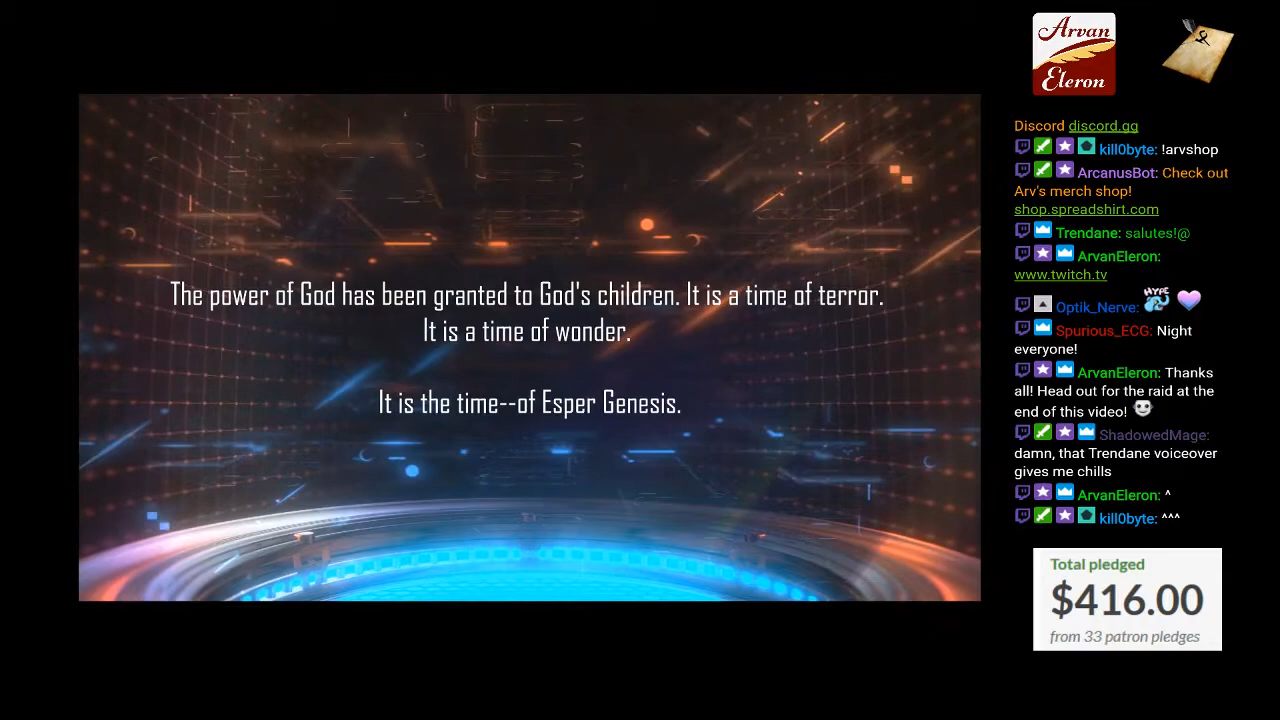 The power of God has been granted to God's children. It is a time of terror.
It is a time of wonder.
It is the time--of Esper Genesis.
Arvan
Eleron
Discord discord.gg
kill0byte: !arvshop
ArcanusBot: Check out
Arv's merch shop!
shop.spreadshirt.com
Trendane: salutes!@
ArvanEleron:
www.twitch.tv
Optik_Nerve: HYPE
Spurious_ECG: Night
everyone!
ArvanEleron: Thanks
all! Head out for the raid at the
end of this video!
ShadowedMage:
damn, that Trendane voiceover
gives me chills
ArvanEleron: ^
kill0byte: ^^^
Total pledged
$416.00
from 33 patron pledges